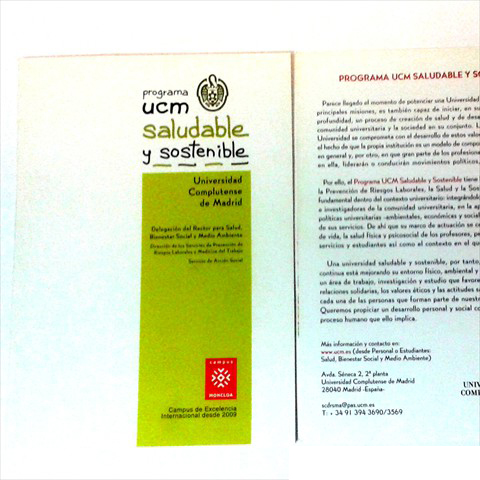 programa
ucm
saludable
y sostenible
Universidad
Complutense
de Madrid
Delegación del Rector para Salud,
Bienestar Social y Medio Ambiente
Dirección de los Servicios de Prevención de
Riesgos Laborales y Medicina del Trabajo
Servicio de Acción Social
campus
MONCLOA
Campus de Excelencia
Internacional desde 2009
PROGRAMA UCM SALUDABLE Y SO
Parece llegado el momento de potenciar una Universidad
principales misiones, es también capaz de iniciar, en su
profundidad, un proceso de creación de salud y de desa
comunidad universitaria y la sociedad en su conjunto. L
Universidad se comprometa con el desarrollo de estos valor
el hecho de que la propia institución es un modelo de compor
en general y, por otro, en que gran parte de los profesiona
en ella, liderarán o conducirán movimientos políticos,
Por ello, el Programa UCM Saludable y Sostenible tiene
la Prevención de Riesgos Laborales, la Salud y la Sos
fundamental dentro del contexto universitario: integrándolo
e investigadoras de la comunidad universitaria, en la ap
políticas universitarias -ambientales, económicas y social
de sus servicios. De ahí que su marco de actuación se c
de vida, la salud física y psicosocial de los profesores, pe
servicios y estudiantes así como el contexto en el que
Una universidad saludable y sostenible, por tanto,
continua está mejorando su entorno físico, ambiental y
un área de trabajo, investigación y estudio que favore
relaciones solidarias, los valores éticos y las actitudes sa
cada una de las personas que forman parte de nuestr
Queremos propiciar un desarrollo personal y social co
proceso humano que ello implica.
Más información y contacto en:
www.ucm.es (desde Personal o Estudiantes:
Salud, Bienestar Social y Medio Ambiente)
Avda. Séneca 2, 2ª planta
Universidad Complutense de Madrid
28040 Madrid -España-
scdruma@pas.ucm.es
T: + 34 91 394 3690/3569
UNIV
COMP